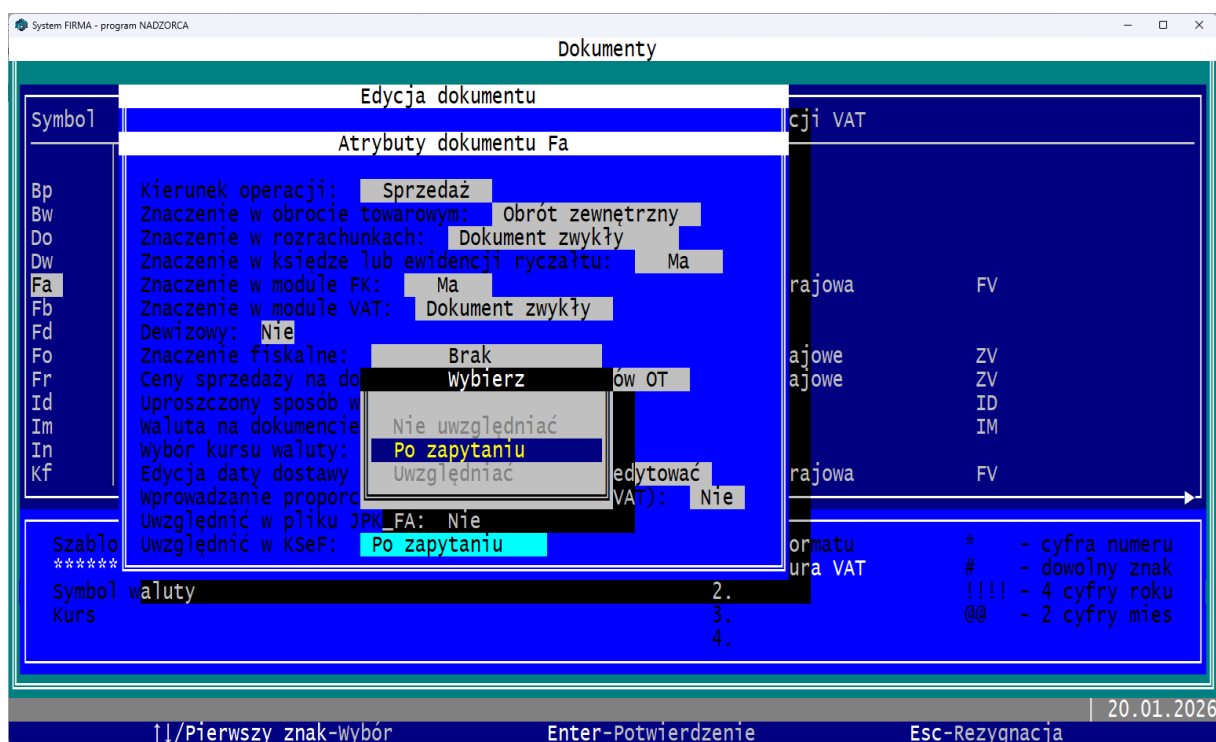 System FIRMA - program NADZORCA
Dokumenty
Edycja dokumentu
Symbol cji VAT
Atrybuty dokumentu Fa
Bp Kierunek operacji: Sprzedaż
Bw Znaczenie w obrocie towarowym: Obrót zewnętrzny
Do Znaczenie w rozrachunkach: Dokument zwykły
Dw Znaczenie w księdze lub ewidencji ryczałtu: Ma
Fa Znaczenie w module FK: Ma rajowa FV
Fb Znaczenie w module VAT: Dokument zwykły
Fd Dewizowy: Nie
Fo Znaczenie fiskalne: Brak ajowe ZV
Fr Ceny sprzedaży na do Wybierz ów OT ajowe ZV
Id Uproszczony sposób w ID
Im Waluta na dokumencie Nie uwzględniać IM
In Wybór kursu waluty: Po zapytaniu
Kf Edycja daty dostawy Uwzględniać edytować rajowa FV
Wprowadzanie proporc VAT): Nie
Uwzględnić w pliku JPK_FA: Nie
Szablo Uwzględnić w KSeF: Po zapytaniu ormatu * - cyfra numeru
****** ura VAT # - dowolny znak
Symbol waluty 2. !!!! - 4 cyfry roku
Kurs 3. @@ - 2 cyfry mies
4.
20.01.2026
↑↓/Pierwszy znak-Wybór Enter-Potwierdzenie Esc-Rezygnacja